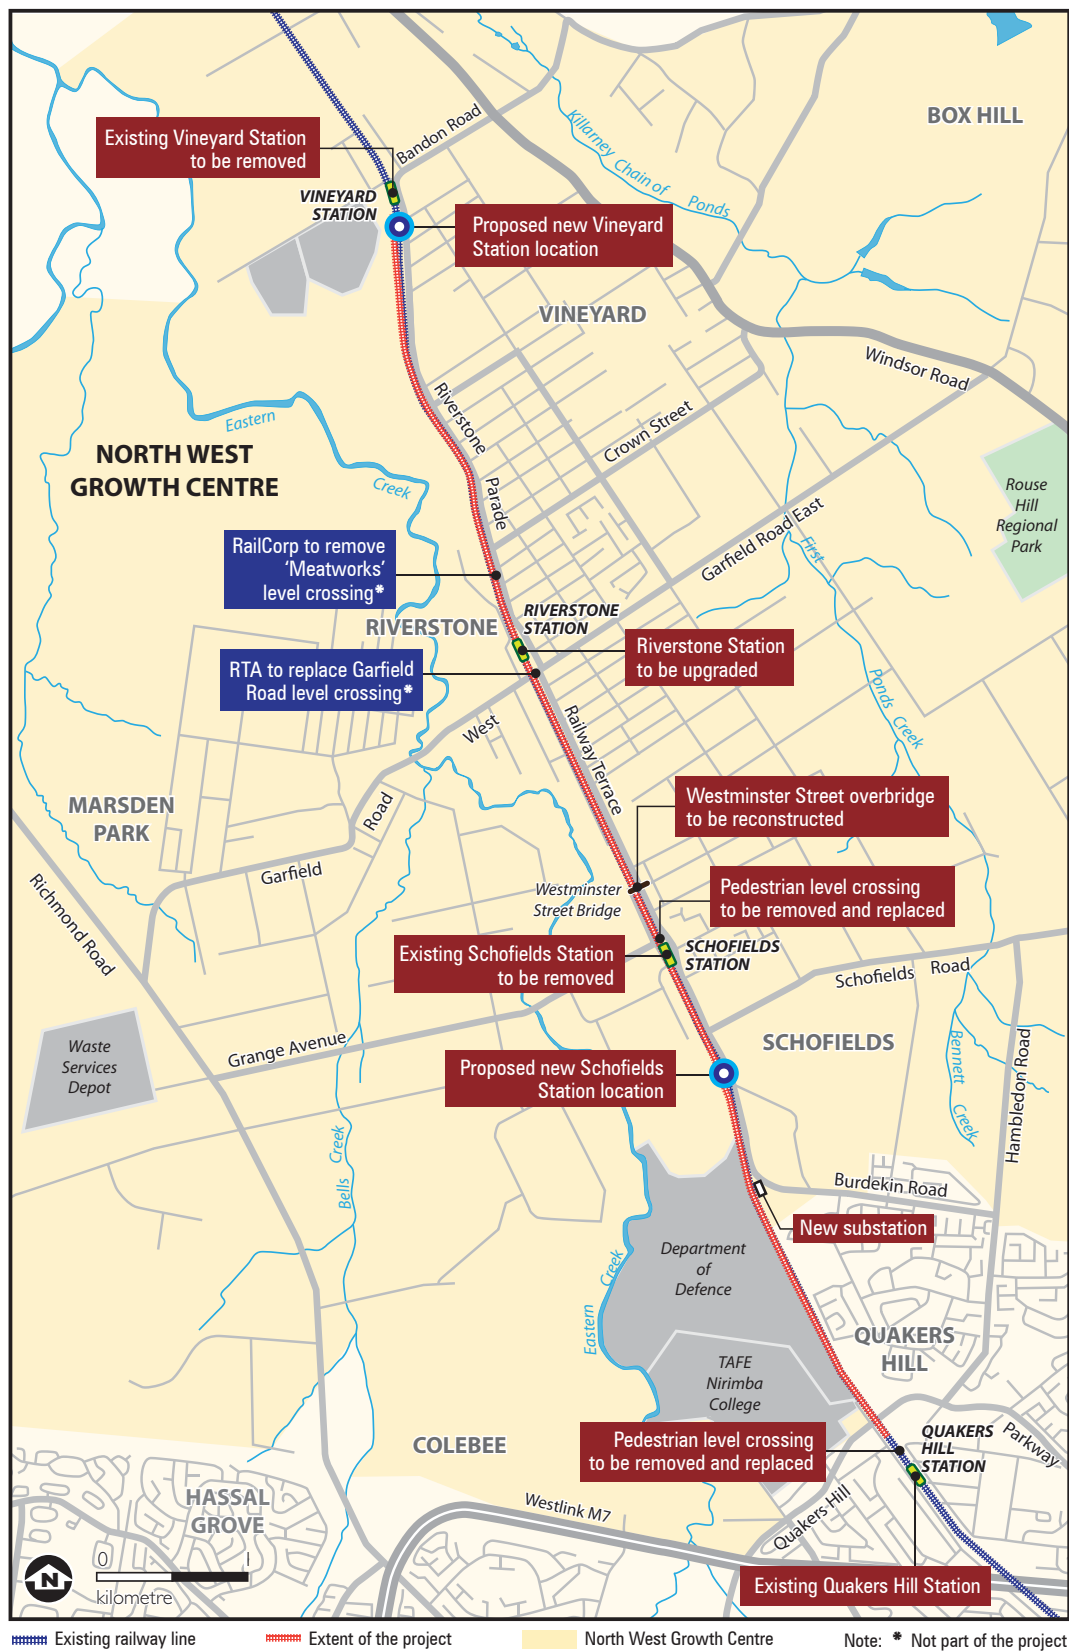 BOX HILL
Killarney Chain of Ponds
Bandon Road
Existing Vineyard Station
to be removed
VINEYARD
STATION
Proposed new Vineyard
Station location
VINEYARD
Windsor Road
Riverstone Parade
Crown Street
Eastern Creek
NORTH WEST
GROWTH CENTRE
Rouse
Hill
Regional
Park
Garfield Road East
First Ponds Creek
RailCorp to remove
'Meatworks'
level crossing*
RIVERSTONE
RIVERSTONE
STATION
Riverstone Station
to be upgraded
RTA to replace Garfield
Road level crossing*
Garfield Road West
Railway Terrace
MARSDEN
PARK
Westminster Street overbridge
to be reconstructed
Richmond Road
Westminster
Street Bridge
Pedestrian level crossing
to be removed and replaced
Existing Schofields Station
to be removed
SCHOFIELDS
STATION
Schofields Road
Waste
Services
Depot
Grange Avenue
SCHOFIELDS
Bennett Creek
Hambledon Road
Proposed new Schofields
Station location
Bells Creek
Burdekin Road
New substation
Department
of
Defence
Eastern Creek
QUAKERS
HILL
TAFE
Nirimba
College
COLEBEE
Pedestrian level crossing
to be removed and replaced
QUAKERS
HILL
STATION
Quakers Hill Parkway
HASSAL
GROVE
Westlink M7
Existing Quakers Hill Station
N
0 1
kilometre
Existing railway line
Extent of the project
North West Growth Centre
Note: * Not part of the project